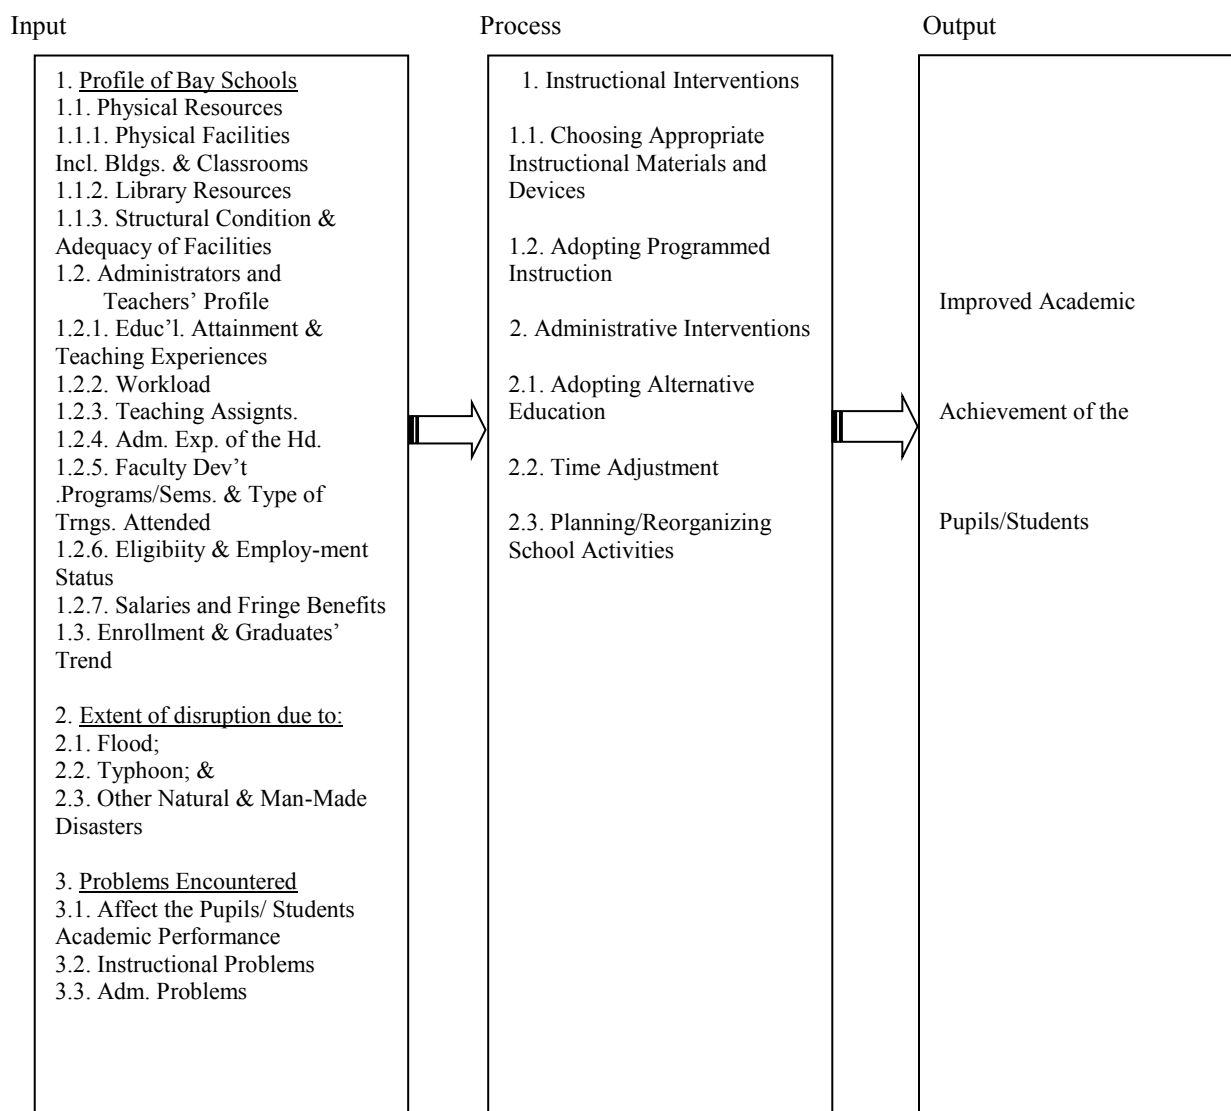 Input
Process
Output
1. Profile of Bay Schools
1.1. Physical Resources
1.1.1. Physical Facilities
Incl. Bldgs. & Classrooms
1.1.2. Library Resources
1.1.3. Structural Condition &
Adequacy of Facilities
1.2. Administrators and
Teachers’ Profile
1.2.1. Educ’l. Attainment &
Teaching Experiences
1.2.2. Workload
1.2.3. Teaching Assignts.
1.2.4. Adm. Exp. of the Hd.
1.2.5. Faculty Dev’t
.Programs/Sems. & Type of
Trngs. Attended
1.2.6. Eligibiity & Employ-ment
Status
1.2.7. Salaries and Fringe Benefits
1.3. Enrollment & Graduates’
Trend
2. Extent of disruption due to:
2.1. Flood;
2.2. Typhoon; &
2.3. Other Natural & Man-Made
Disasters
3. Problems Encountered
3.1. Affect the Pupils/ Students
Academic Performance
3.2. Instructional Problems
3.3. Adm. Problems
1. Instructional Interventions
1.1. Choosing Appropriate
Instructional Materials and
Devices
1.2. Adopting Programmed
Instruction
2. Administrative Interventions
2.1. Adopting Alternative
Education
2.2. Time Adjustment
2.3. Planning/Reorganizing
School Activities
Improved Academic
Achievement of the
Pupils/Students